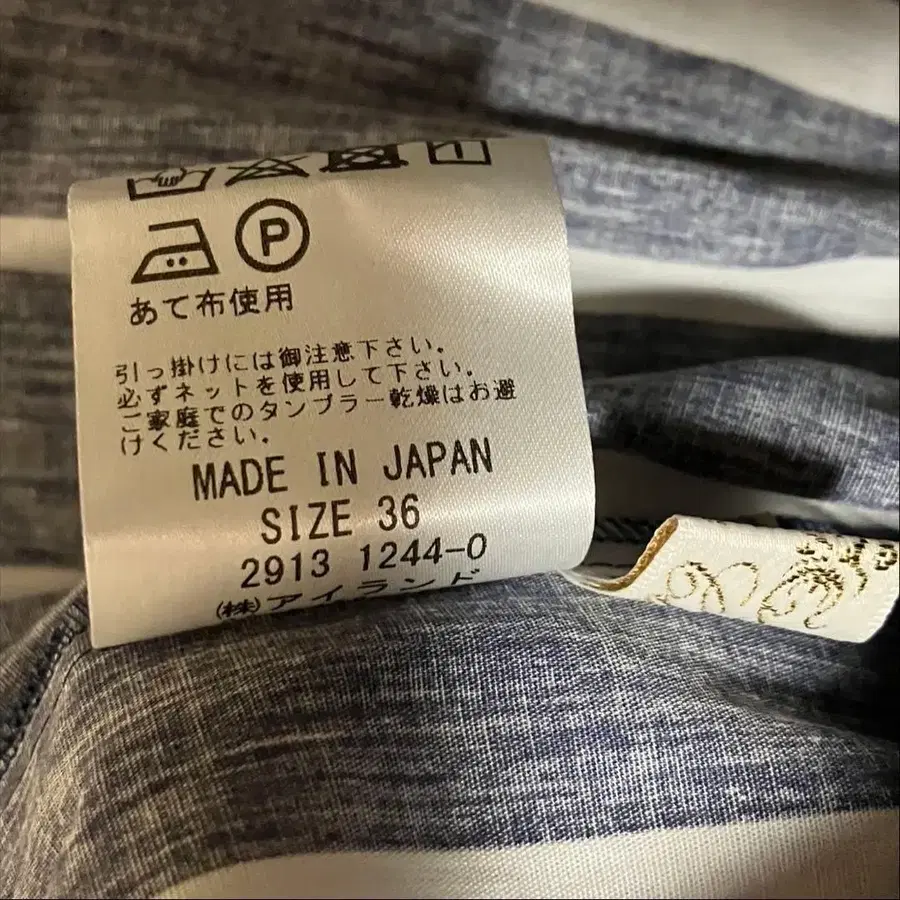 P
あて布使用
引っ掛けには御注意下さい。
必ずネットを使用して下さい。
ご家庭でのタンブラー乾燥はお避
けください。
MADE IN JAPAN
SIZE 36
2913 1244-0
(株)アイランド